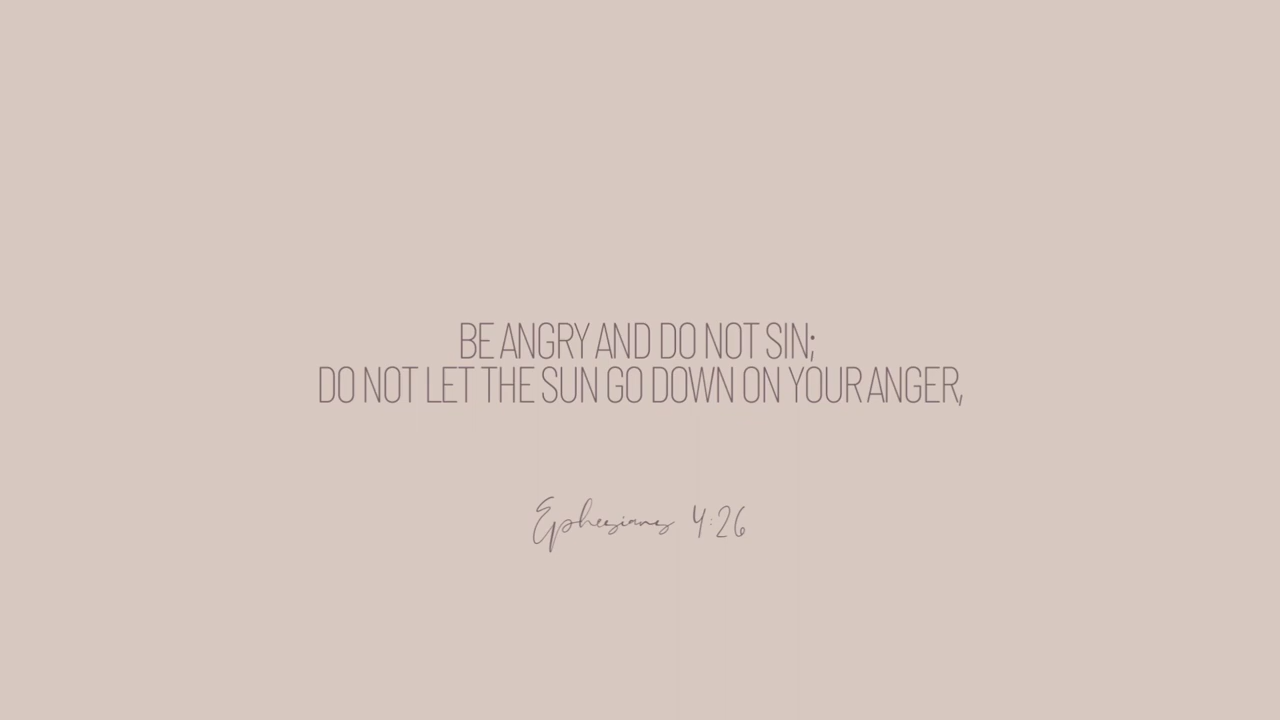 BE ANGRY AND DO NOT SIN;
DO NOT LET THE SUN GO DOWN ON YOUR ANGER,
Ephesians 4:26